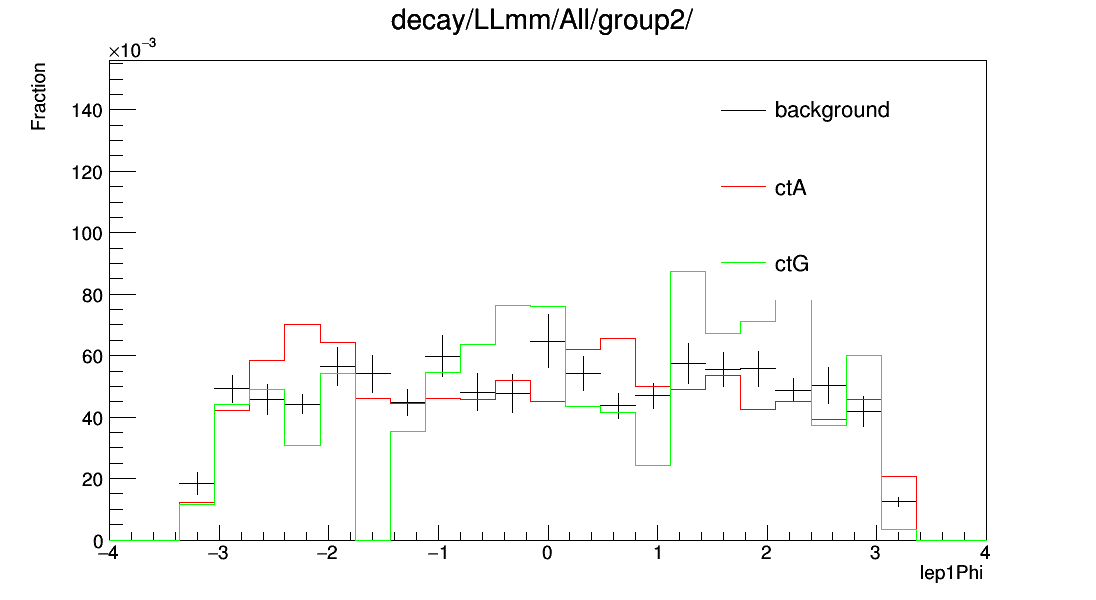 decay/LLmm/All/group2/
×10−3
Fraction
140
120
100
80
60
40
20
0
background
ctA
ctG
−4 −3 −2 −1 0 1 2 3 4
lep1Phi